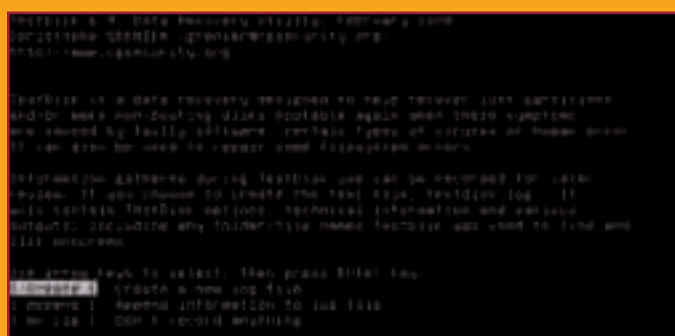 TestDisk 6.9, Data Recovery Utility, February 2008
Christophe GRENIER <grenier@cgsecurity.org>
http://www.cgsecurity.org
TestDisk is a data recovery designed to help recover lost partitions
and/or make non-booting disks bootable again when these symptoms
are caused by faulty software, certain types of viruses or human error.
It can also be used to repair some filesystem errors.
Information gathered during TestDisk use can be recorded for later
review. If you choose to create the text file, testdisk.log , it
will contain TestDisk options, technical information and various
outputs; including any folder/file names TestDisk was used to find and
list onscreen.
Use arrow keys to select, then press Enter key:
[ Create ] Create a new log file
[ Append ] Append information to log file
[ No Log ] Don't record anything